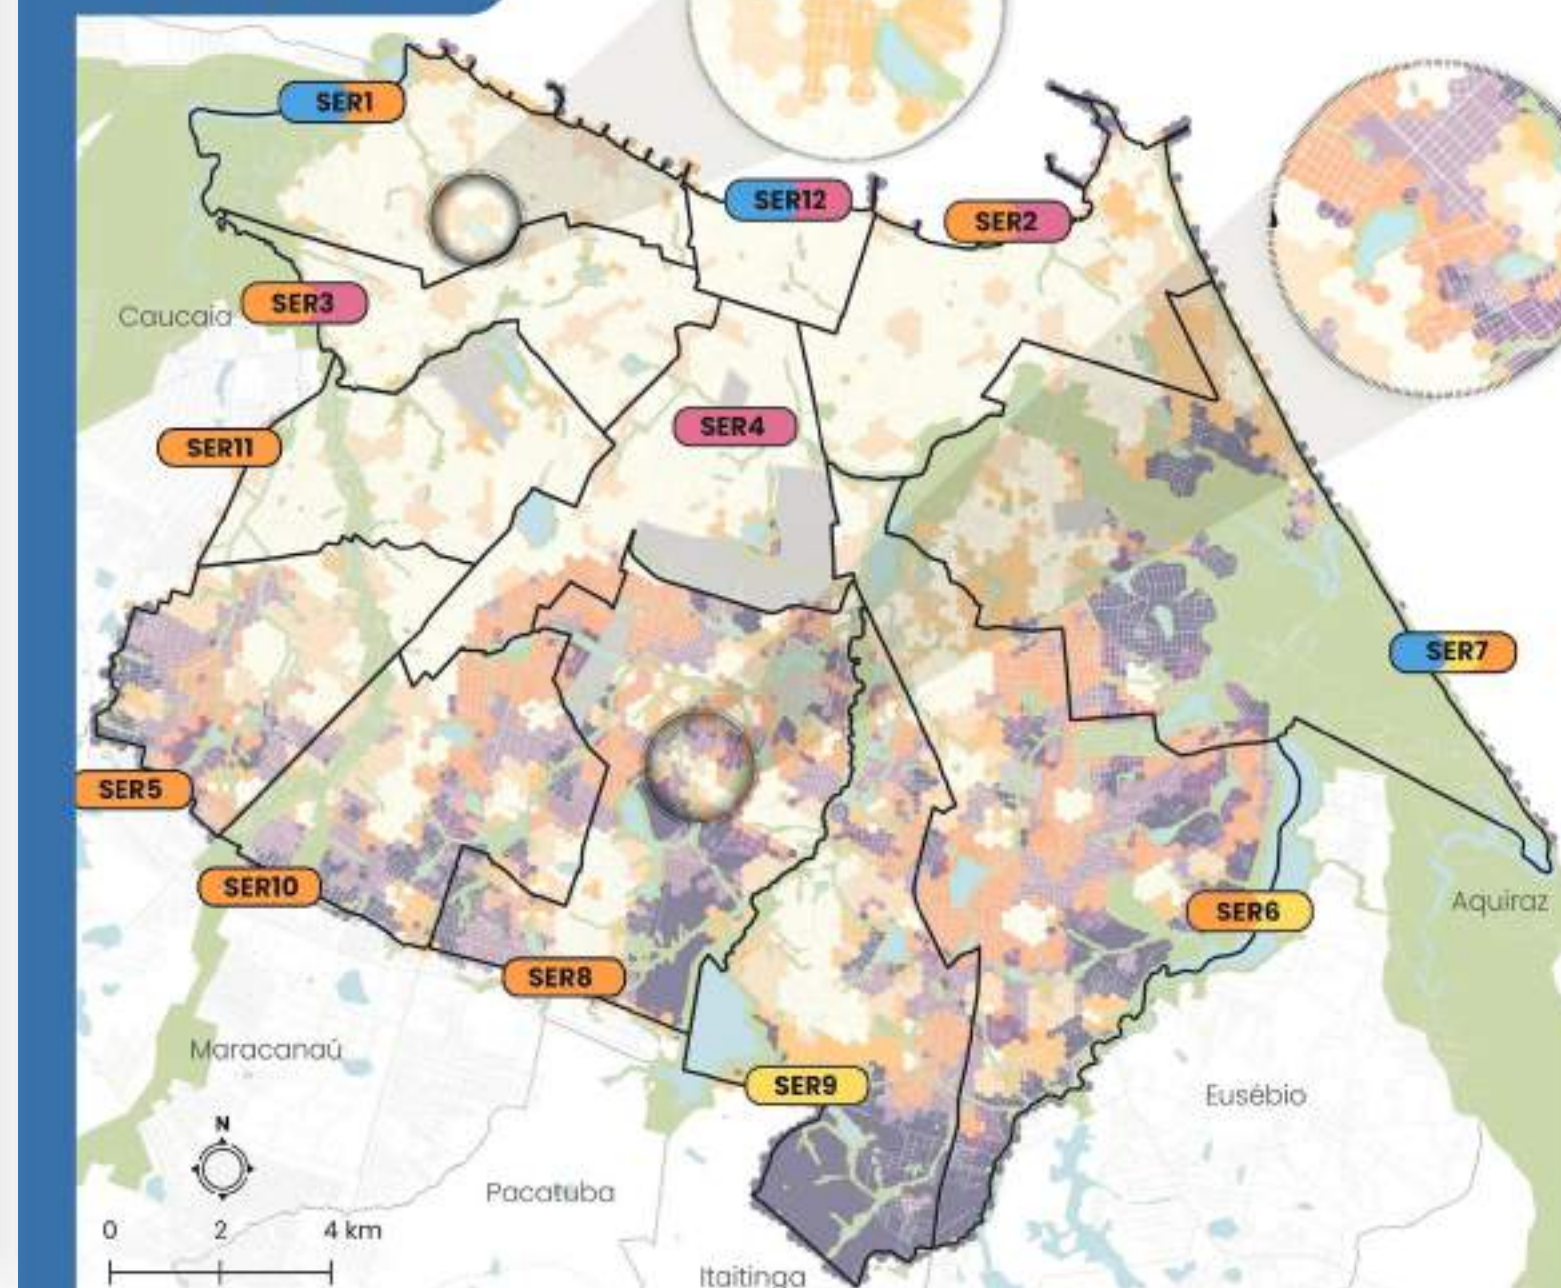 SER1
SER12
SER2
SER3
Caucaia
SER4
SER11
SER7
SER5
SER10
Aquiraz
SER6
SER8
Maracanaú
SER9
Eusébio
N
Pacatuba
0 2 4 km
Itaitinga